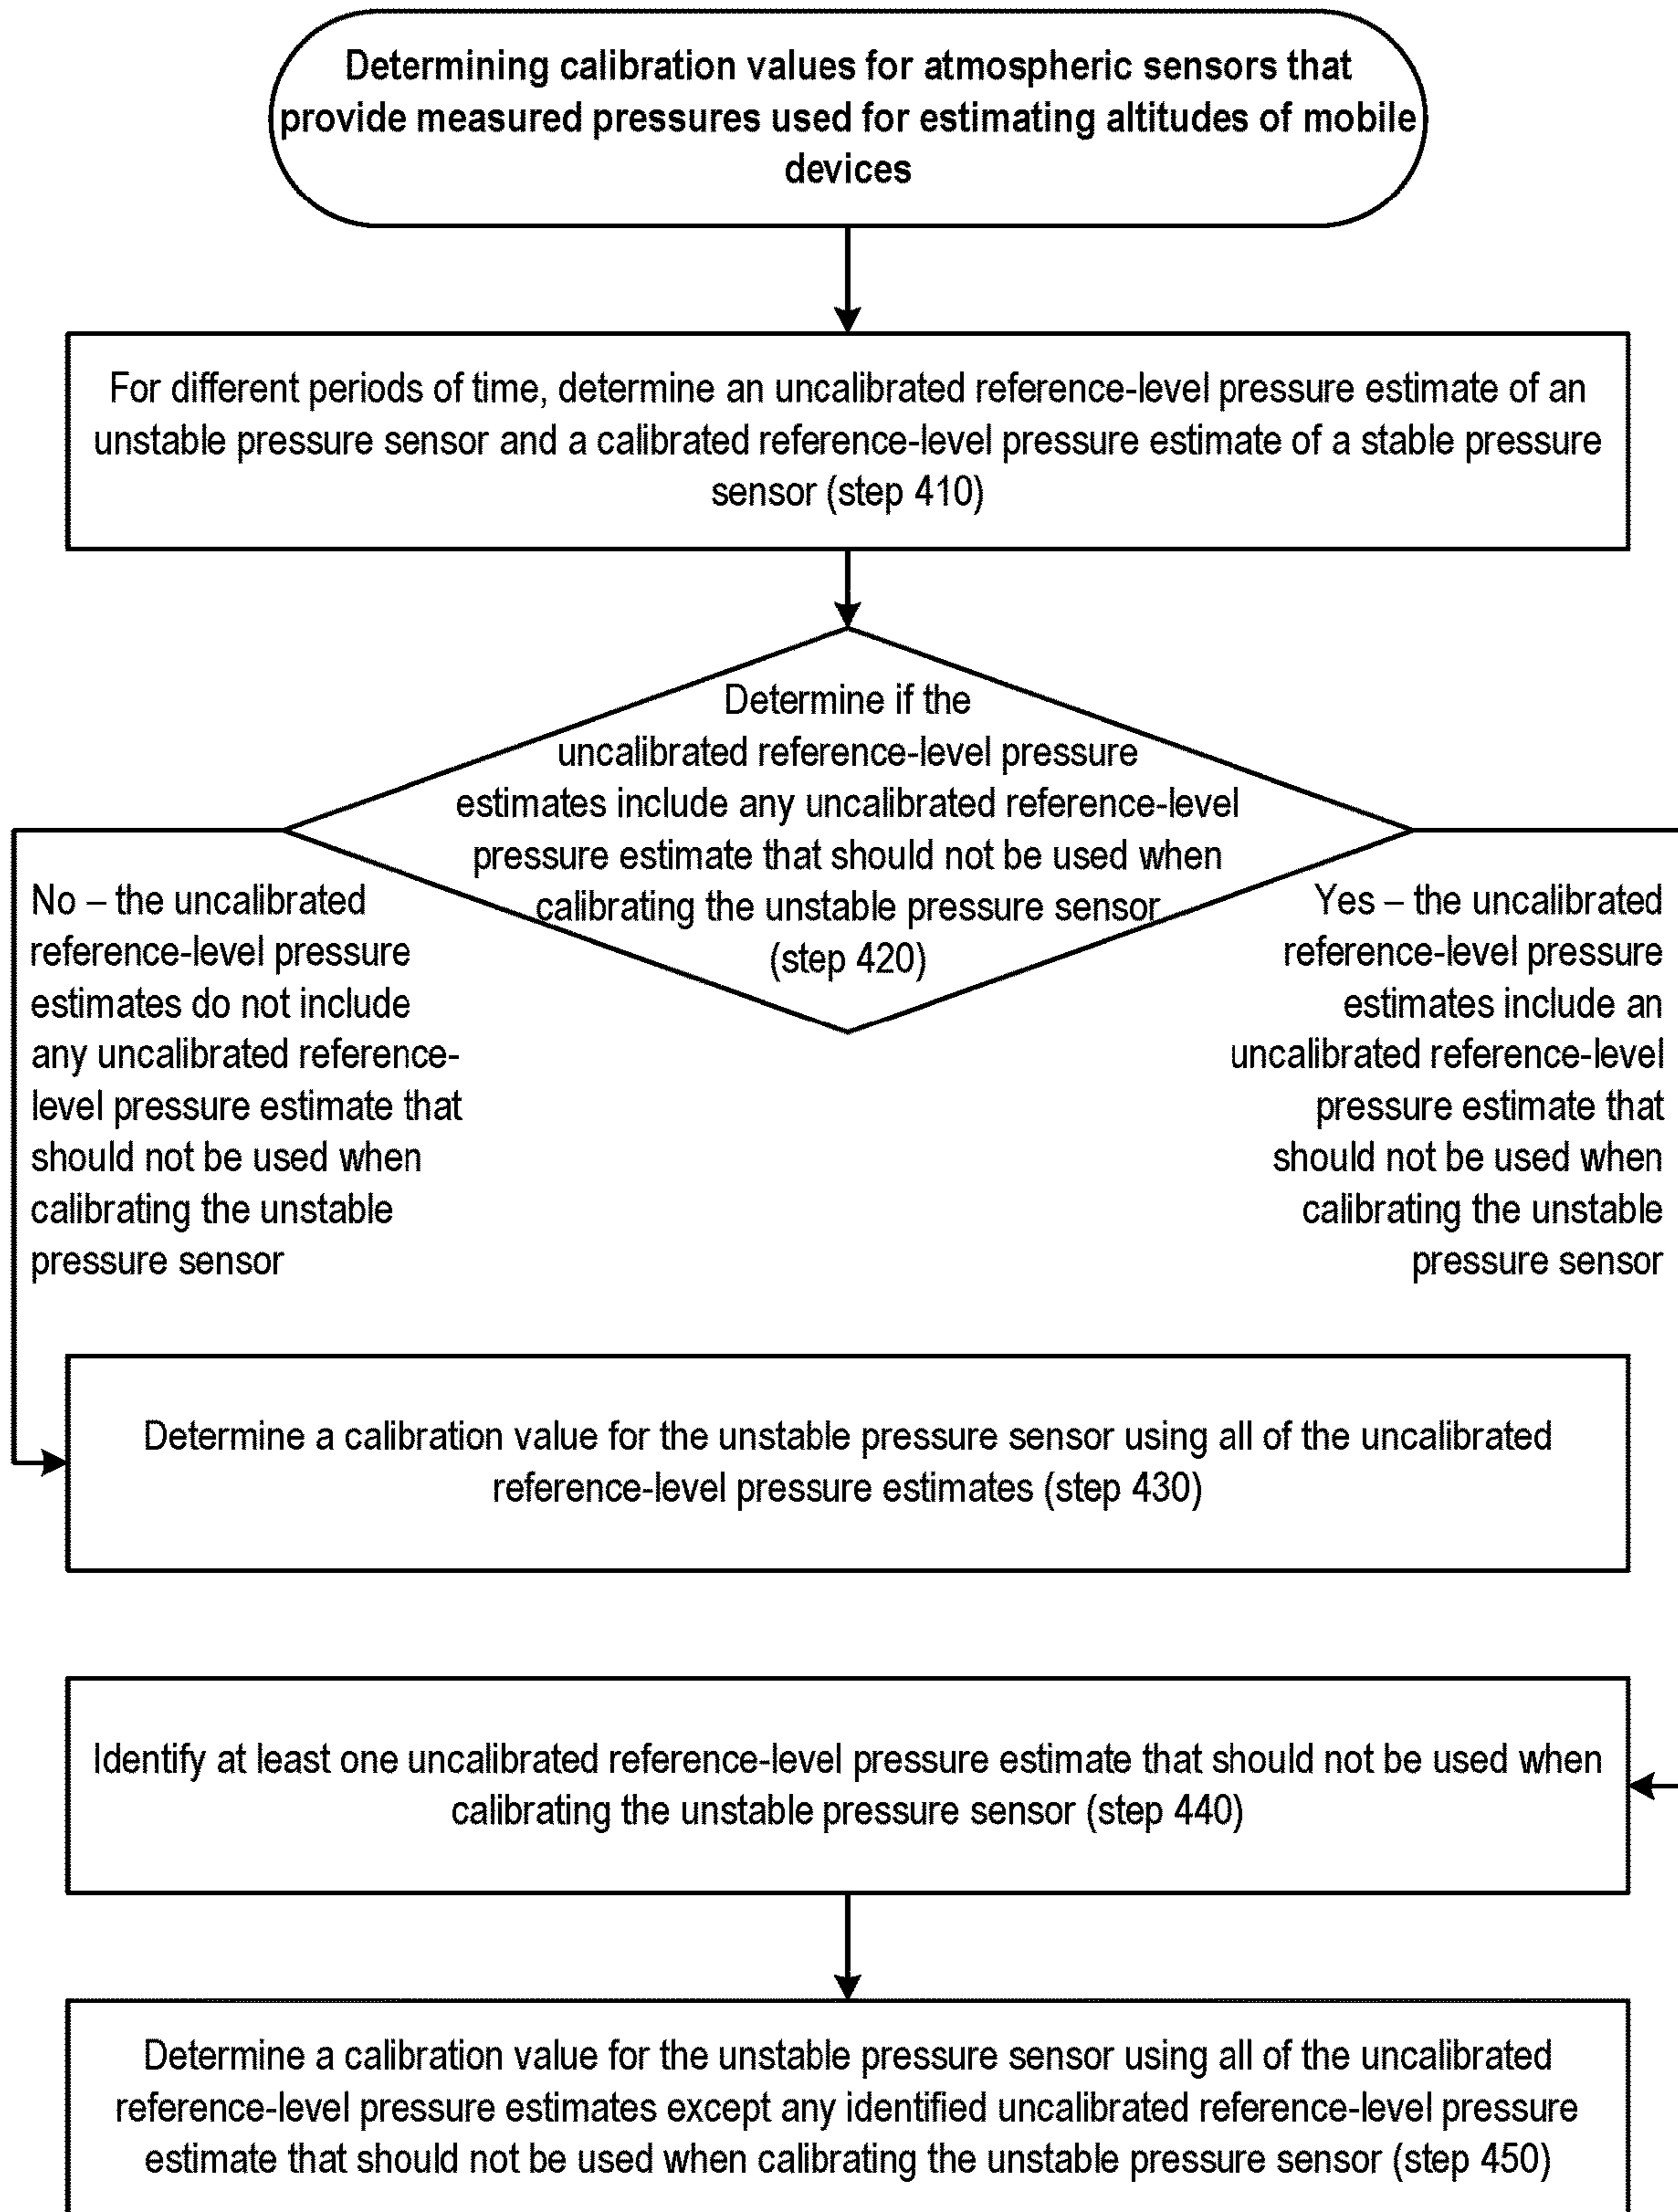 Determining calibration values for atmospheric sensors that
provide measured pressures used for estimating altitudes of mobile
devices
For different periods of time, determine an uncalibrated reference-level pressure estimate of an
unstable pressure sensor and a calibrated reference-level pressure estimate of a stable pressure
sensor (step 410)
Determine if the
uncalibrated reference-level pressure
estimates include any uncalibrated reference-level
pressure estimate that should not be used when
calibrating the unstable pressure sensor
(step 420)
No – the uncalibrated
reference-level pressure
estimates do not include
any uncalibrated reference-
level pressure estimate that
should not be used when
calibrating the unstable
pressure sensor
Yes – the uncalibrated
reference-level pressure
estimates include an
uncalibrated reference-level
pressure estimate that
should not be used when
calibrating the unstable
pressure sensor
Determine a calibration value for the unstable pressure sensor using all of the uncalibrated
reference-level pressure estimates (step 430)
Identify at least one uncalibrated reference-level pressure estimate that should not be used when
calibrating the unstable pressure sensor (step 440)
Determine a calibration value for the unstable pressure sensor using all of the uncalibrated
reference-level pressure estimates except any identified uncalibrated reference-level pressure
estimate that should not be used when calibrating the unstable pressure sensor (step 450)